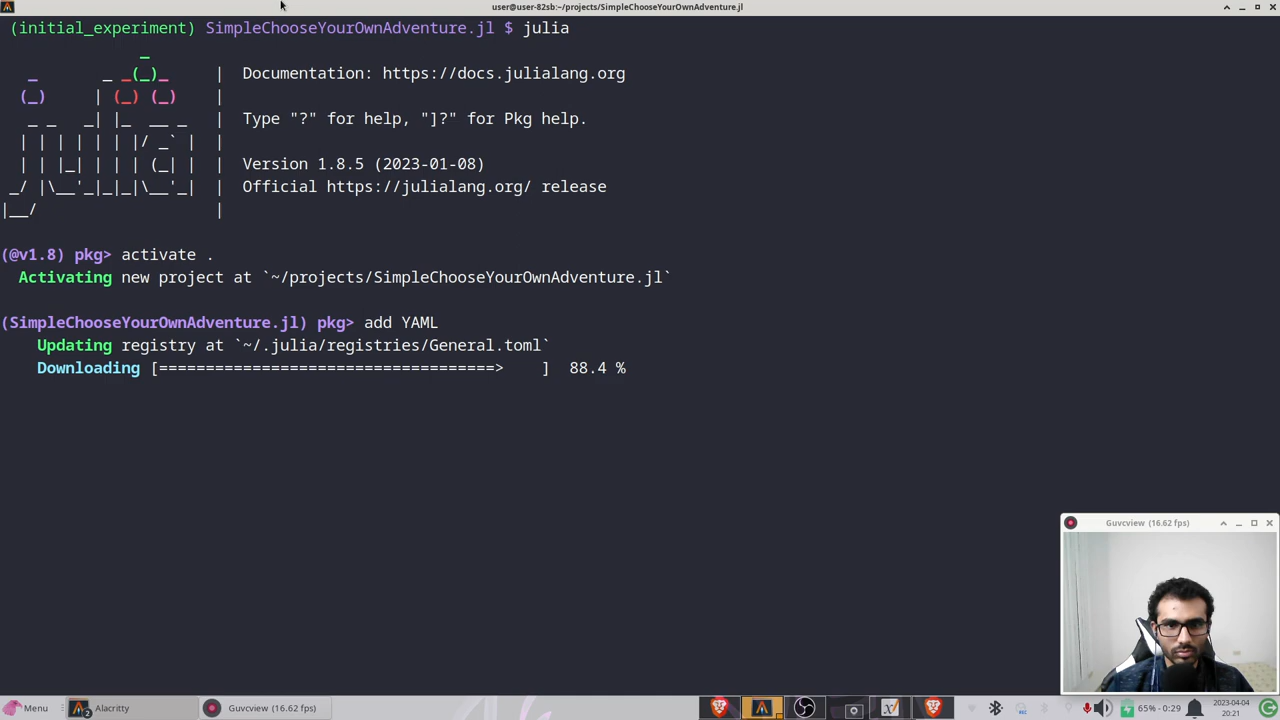 user@user-82sb:~/projects/SimpleChooseYourOwnAdventure.jl
(initial_experiment) SimpleChooseYourOwnAdventure.jl $ julia
Documentation: https://docs.julialang.org
Type "?" for help, "]?" for Pkg help.
Version 1.8.5 (2023-01-08)
Official https://julialang.org/ release
(@v1.8) pkg> activate .
Activating new project at `~/projects/SimpleChooseYourOwnAdventure.jl`
(SimpleChooseYourOwnAdventure.jl) pkg> add YAML
Updating registry at `~/.julia/registries/General.toml`
Downloading [===================================>    ] 88.4 %
Guvcview (16.62 fps)
Menu
2 Alacritty
Guvcview (16.62 fps)
65% - 0:29
2023-04-04
20:21